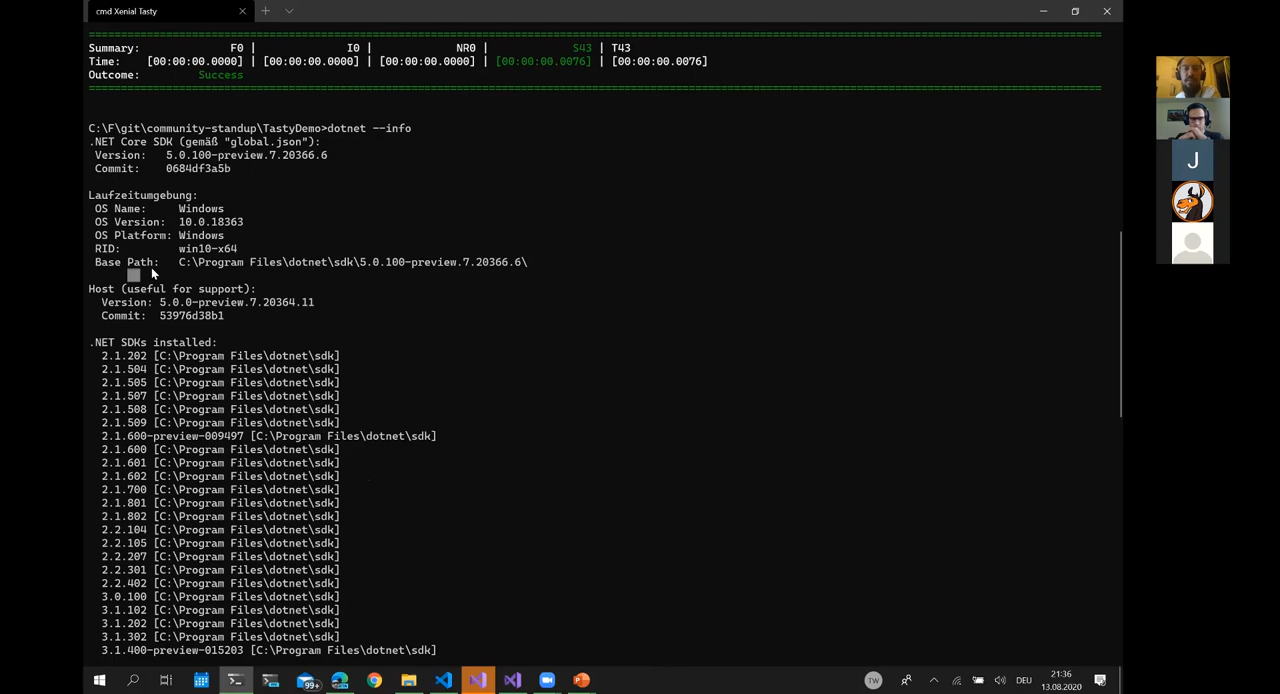 cmd Xenial Tasty
Summary: F0 | I0 | NR0 | S43 | T43
Time: [00:00:00.0000] | [00:00:00.0000] | [00:00:00.0000] | [00:00:00.0076] | [00:00:00.0076]
Outcome: Success
C:\F\git\community-standup\TastyDemo>dotnet --info
.NET Core SDK (gemäß "global.json"):
Version: 5.0.100-preview.7.20366.6
Commit: 0684df3a5b
Laufzeitumgebung:
OS Name: Windows
OS Version: 10.0.18363
OS Platform: Windows
RID: win10-x64
Base Path: C:\Program Files\dotnet\sdk\5.0.100-preview.7.20366.6\
Host (useful for support):
Version: 5.0.0-preview.7.20364.11
Commit: 53976d38b1
.NET SDKs installed:
2.1.202 [C:\Program Files\dotnet\sdk]
2.1.504 [C:\Program Files\dotnet\sdk]
2.1.505 [C:\Program Files\dotnet\sdk]
2.1.507 [C:\Program Files\dotnet\sdk]
2.1.508 [C:\Program Files\dotnet\sdk]
2.1.509 [C:\Program Files\dotnet\sdk]
2.1.600-preview-009497 [C:\Program Files\dotnet\sdk]
2.1.600 [C:\Program Files\dotnet\sdk]
2.1.601 [C:\Program Files\dotnet\sdk]
2.1.602 [C:\Program Files\dotnet\sdk]
2.1.700 [C:\Program Files\dotnet\sdk]
2.1.801 [C:\Program Files\dotnet\sdk]
2.1.802 [C:\Program Files\dotnet\sdk]
2.2.104 [C:\Program Files\dotnet\sdk]
2.2.105 [C:\Program Files\dotnet\sdk]
2.2.207 [C:\Program Files\dotnet\sdk]
2.2.301 [C:\Program Files\dotnet\sdk]
2.2.402 [C:\Program Files\dotnet\sdk]
3.0.100 [C:\Program Files\dotnet\sdk]
3.1.102 [C:\Program Files\dotnet\sdk]
3.1.202 [C:\Program Files\dotnet\sdk]
3.1.302 [C:\Program Files\dotnet\sdk]
3.1.400-preview-015203 [C:\Program Files\dotnet\sdk]
J
99+
TW
DEU
21:36
13.08.2020